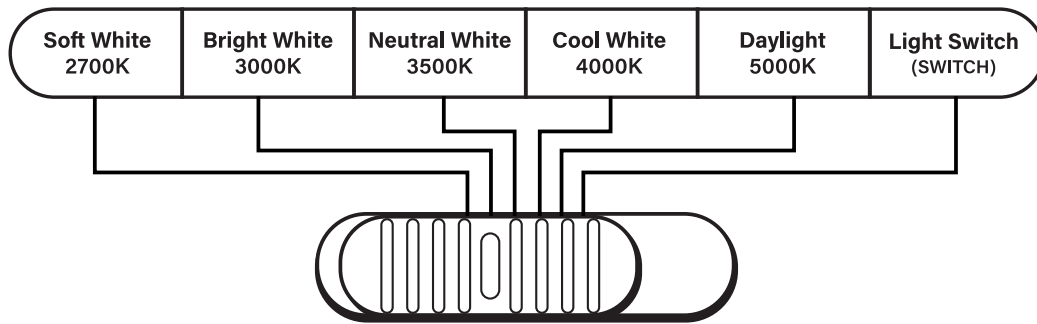 Soft White
2700K
Bright White
3000K
Neutral White
3500K
Cool White
4000K
Daylight
5000K
Light Switch
(SWITCH)